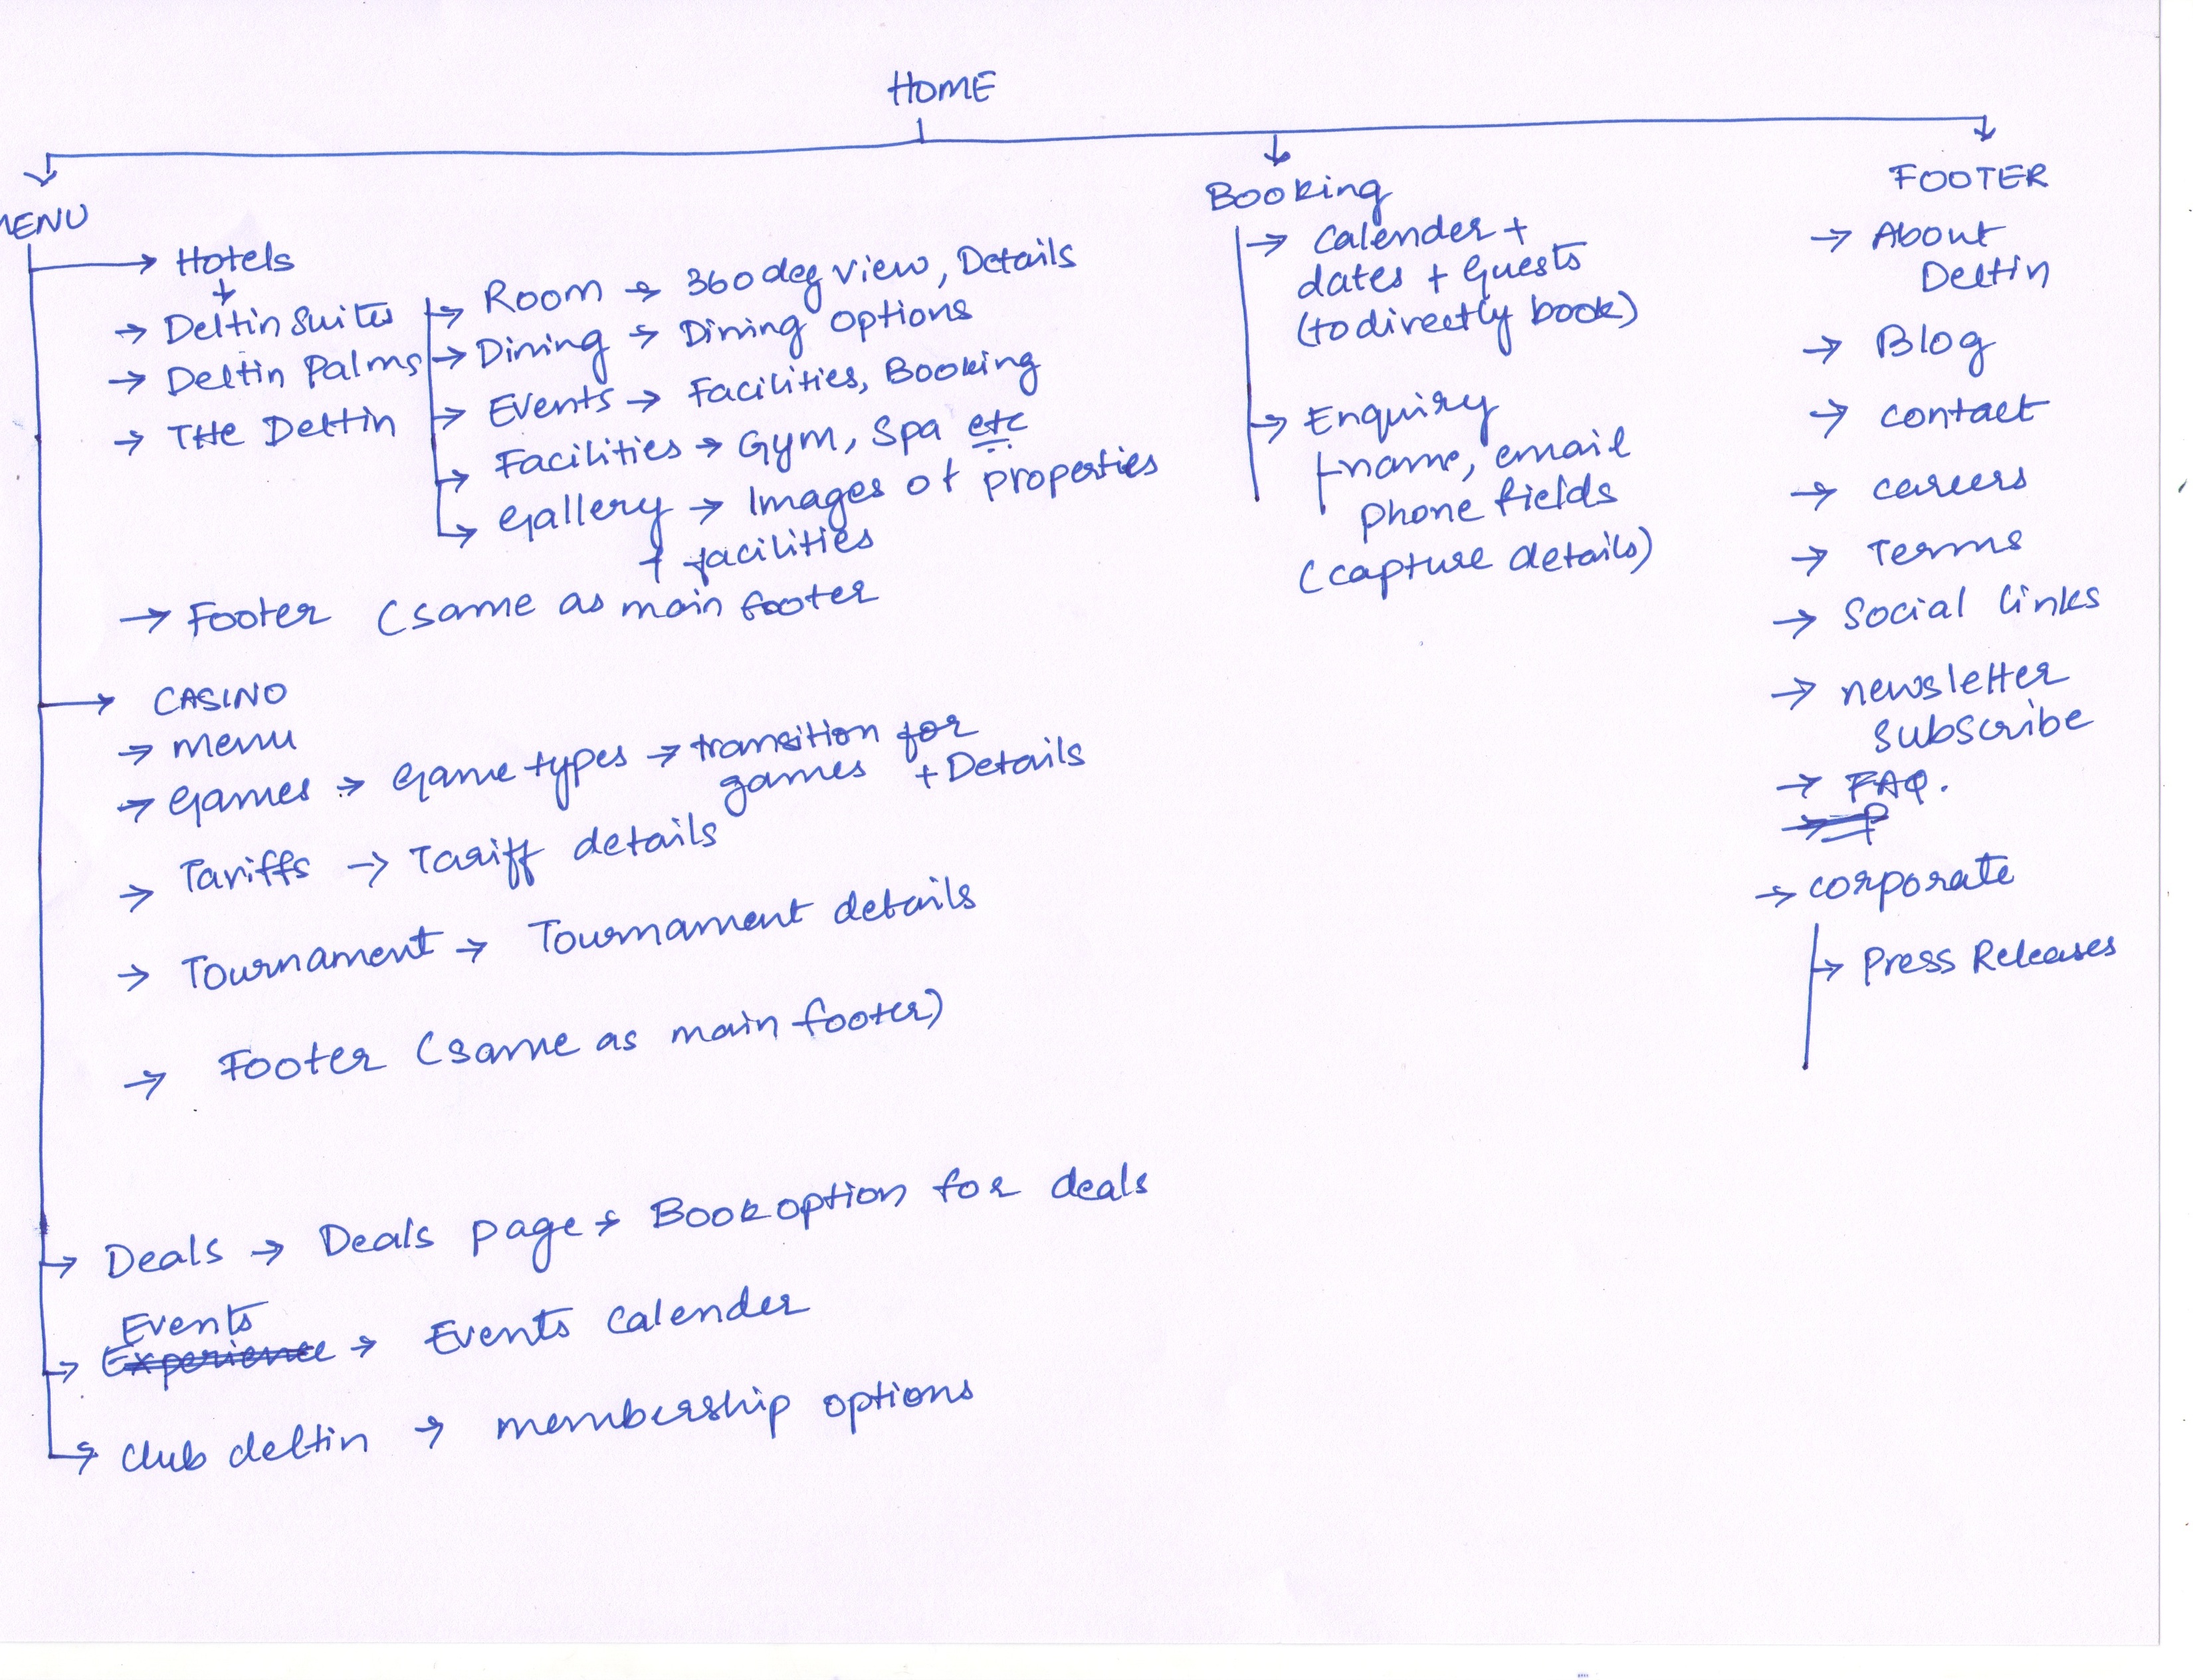 HOME
MENU
→ Hotels
→ Deltin Suites
→ Deltin Palms
→ THe Deltin
→ Room → 360 deg view, Details
→ Dining → Dining options
→ Events → Facilities, Booking
→ Facilities → Gym, Spa etc
→ Gallery → Images of properties
+ facilities
→ Footer (same as main footer
→ CASINO
→ menu
→ Games → Game types → transition for
games + Details
→ Tariffs → Tariff details
→ Tournament → Tournament details
→ Footer (same as main footer)
→ Deals → Deals page → Book option for deals
Events
→ Experience → Events Calender
→ Club deltin → membership options
Booking
→ Calender +
dates + Guests
(to directly book)
→ Enquiry
name, email
phone fields
(capture details)
FOOTER
→ About
Deltin
→ Blog
→ contact
→ careers
→ Terms
→ Social links
→ newsletter
subscribe
→ FAQ.
→ P
→ corporate
→ Press Releases